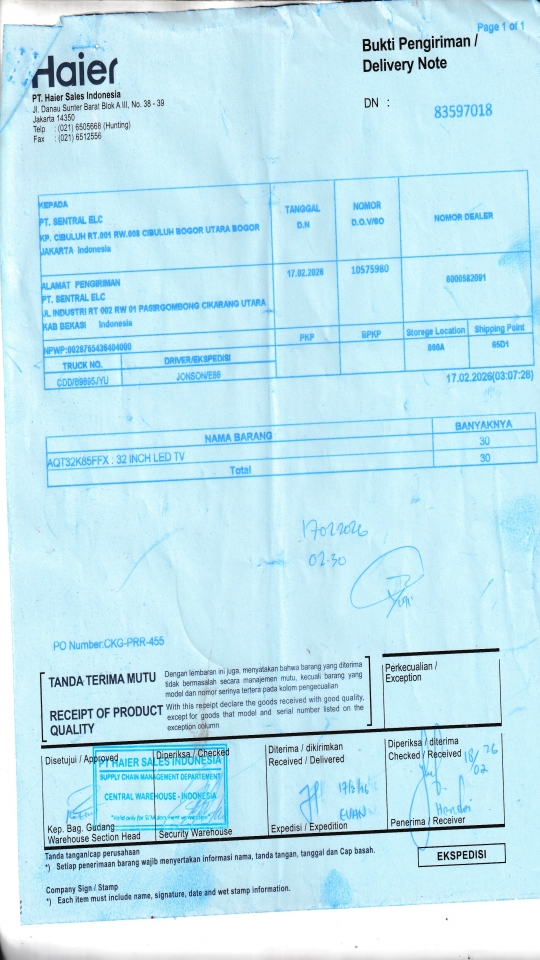 Page 1 of 1
Haier
Bukti Pengiriman /
Delivery Note
PT. Haier Sales Indonesia
Jl. Danau Sunter Barat Blok A III, No. 38 - 39
Jakarta 14350
Telp : (021) 6505668 (Hunting)
Fax : (021) 6512556
DN : 83597018
KEPADA
PT. SENTRAL ELC
KP. CIBULUH RT.001 RW.008 CIBULUH BOGOR UTARA BOGOR
JAKARTA Indonesia
TANGGAL
D.N
NOMOR
D.O.V/SO
NOMOR DEALER
ALAMAT PENGIRIMAN
PT. SENTRAL ELC
JL INDUSTRI RT 002 RW 01 PASIRGOMBONG CIKARANG UTARA
KAB BEKASI Indonesia
17.02.2026
10575980
6000582091
NPWP:0028765436404000
PKP
BPKP
Storege Location
Shipping Point
TRUCK NO.
DRIVER/EKSPEDISI
65D1
JONSON/E86
17.02.2026(03:07:28)
NAMA BARANG
BANYAKNYA
AQT32K85FFX : 32 INCH LED TV
30
Total
30
17022026
02:30
PO Number:CKG-PRR-455
TANDA TERIMA MUTU
Dengan lembaran ini juga, menyatakan bahwa barang yang diterima
tidak bermasalah secara manajemen mutu, kecuali barang yang
model dan nomor serinya tertera pada kolom pengecualian
RECEIPT OF PRODUCT
QUALITY
With this receipt declare the goods received with good quality,
except for goods that model and serial number listed on the
exception column
Perkecualian /
Exception
Disetujui / Approved
Diperiksa / Checked
Diterima / dikirimkan
Received / Delivered
Diperiksa / diterima
Checked / Received
PT HAIER SALES INDONESIA
SUPPLY CHAIN MANAGEMENT DEPARTEMENT
CENTRAL WAREHOUSE - INDONESIA
17/2/26
EVAN
18/26
02
Kep. Bag. Gudang
Warehouse Section Head
Security Warehouse
Expedisi / Expedition
Penerima / Receiver
Tanda tangan/cap perusahaan
*) Setiap penerimaan barang wajib menyertakan informasi nama, tanda tangan, tanggal dan Cap basah.
EKSPEDISI
Company Sign / Stamp
*) Each item must include name, signature, date and wet stamp information.